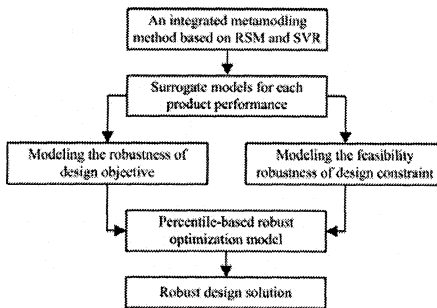 An integrated metamodling
method based on RSM and SVR
Surrogate models for each
product performance
Modeling the robustness of
design objective
Modeling the feasibility
robustness of design constraint
Percentile-based robust
optimization model
Robust design solution